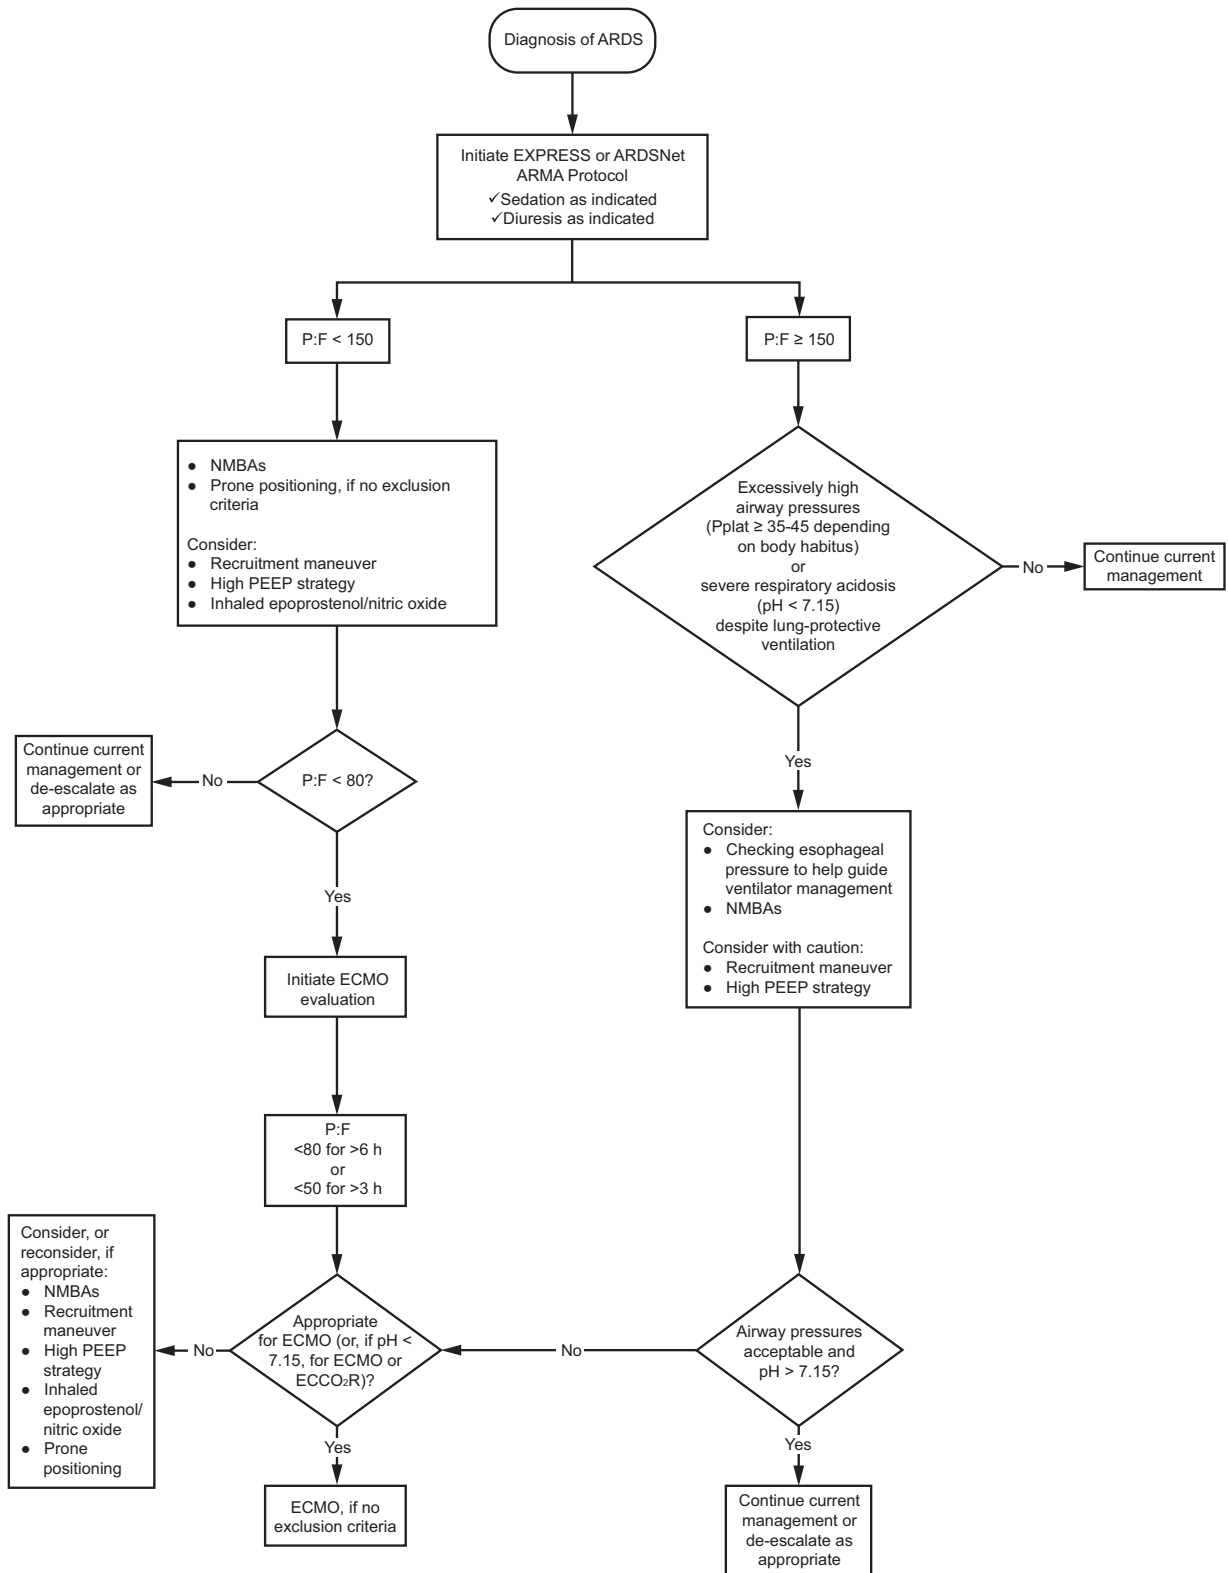 Diagnosis of ARDS
Initiate EXPRESS or ARDSNet
ARMA Protocol
✓Sedation as indicated
✓Diuresis as indicated
P:F < 150
P:F ≥ 150
● NMBAs
● Prone positioning, if no exclusion
criteria
Consider:
● Recruitment maneuver
● High PEEP strategy
● Inhaled epoprostenol/nitric oxide
Excessively high
airway pressures
(Pplat ≥ 35-45 depending
on body habitus)
or
severe respiratory acidosis
(pH < 7.15)
despite lung-protective
ventilation
No
Continue current
management
Continue current
management or
de-escalate as
appropriate
No
P:F < 80?
Yes
Yes
Consider:
● Checking esophageal
pressure to help guide
ventilator management
● NMBAs
Consider with caution:
● Recruitment maneuver
● High PEEP strategy
Initiate ECMO
evaluation
P:F
<80 for >6 h
or
<50 for >3 h
Consider, or
reconsider, if
appropriate:
● NMBAs
● Recruitment
maneuver
● High PEEP
strategy
● Inhaled
epoprostenol/
nitric oxide
● Prone
positioning
No
Appropriate
for ECMO (or, if pH <
7.15, for ECMO or
ECCO₂R)?
No
Airway pressures
acceptable and
pH > 7.15?
Yes
Yes
ECMO, if no
exclusion criteria
Continue current
management or
de-escalate as
appropriate